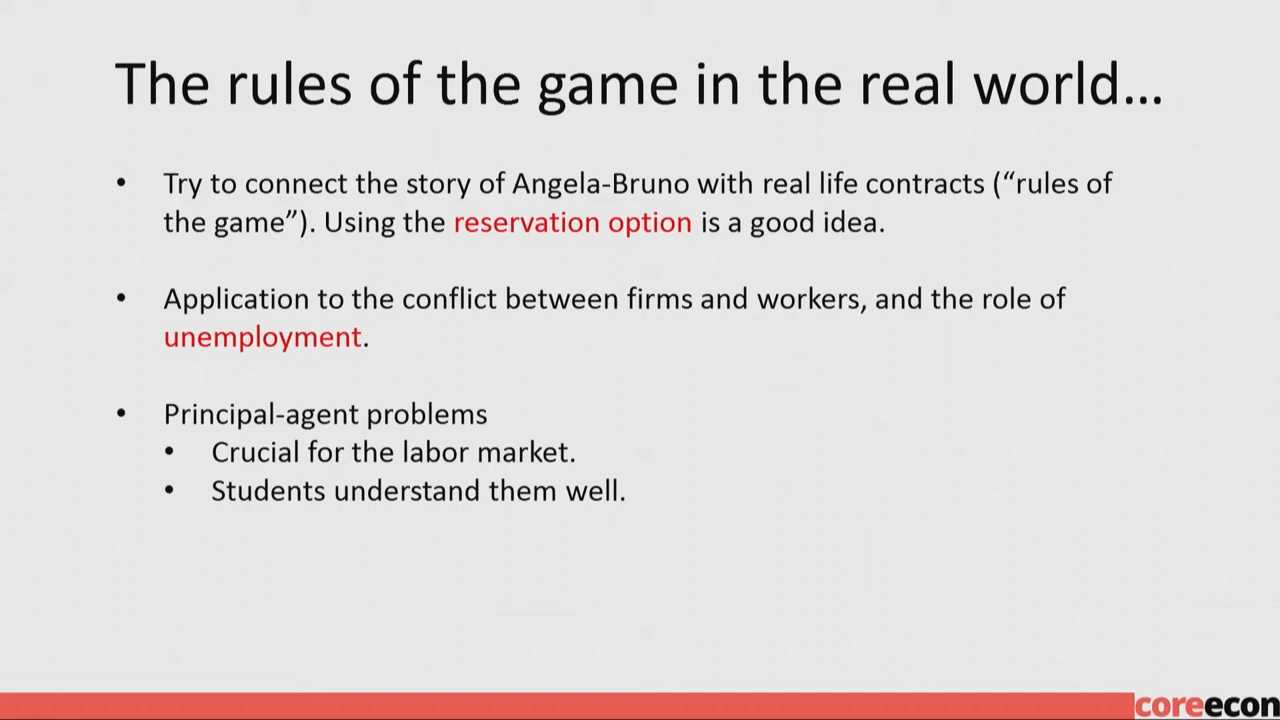 The rules of the game in the real world...
• Try to connect the story of Angela-Bruno with real life contracts (“rules of
the game”). Using the reservation option is a good idea.
• Application to the conflict between firms and workers, and the role of
unemployment.
• Principal-agent problems
• Crucial for the labor market.
• Students understand them well.
coreecon